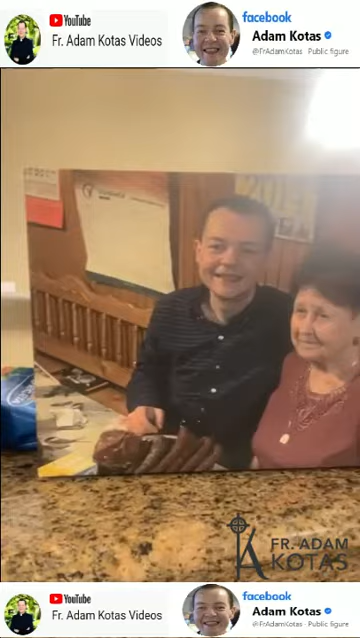 YouTube
Fr. Adam Kotas Videos
facebook
Adam Kotas
@FrAdamKotas · Public figure
FR. ADAM
KOTAS
YouTube
Fr. Adam Kotas Videos
facebook
Adam Kotas
@FrAdamKotas · Public figure